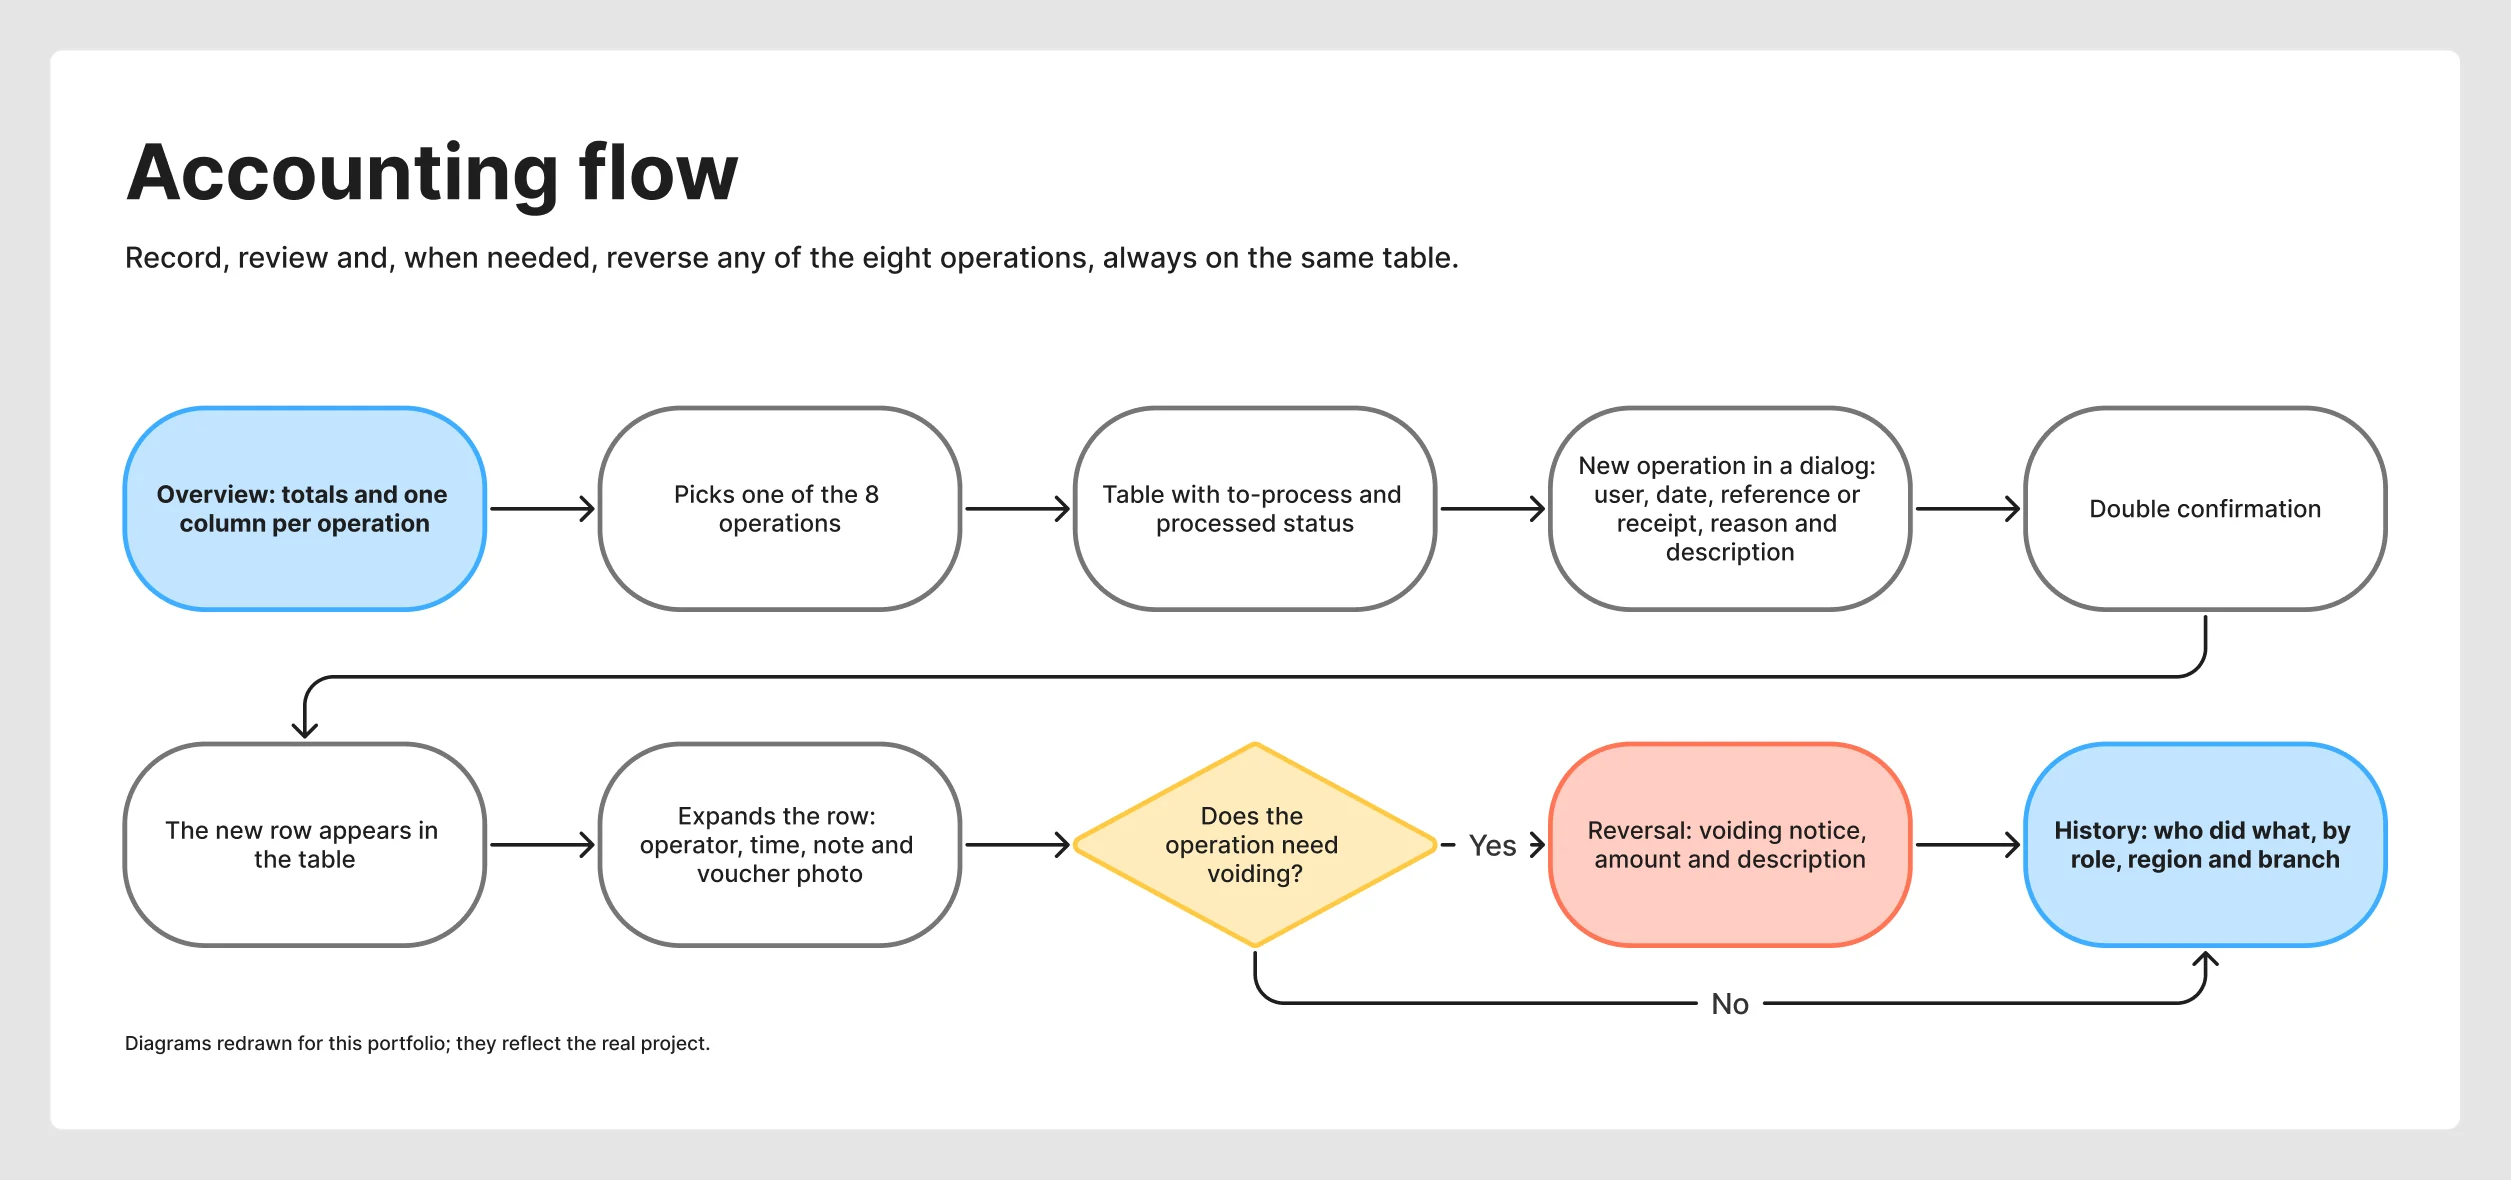 Accounting flow
Record, review and, when needed, reverse any of the eight operations, always on the same table.
Overview: totals and one
column per operation
Picks one of the 8
operations
Table with to-process and
processed status
New operation in a dialog:
user, date, reference or
receipt, reason and
description
Double confirmation
The new row appears in
the table
Expands the row:
operator, time, note and
voucher photo
Does the
operation need
voiding?
Yes
Reversal: voiding notice,
amount and description
History: who did what, by
role, region and branch
No
Diagrams redrawn for this portfolio; they reflect the real project.